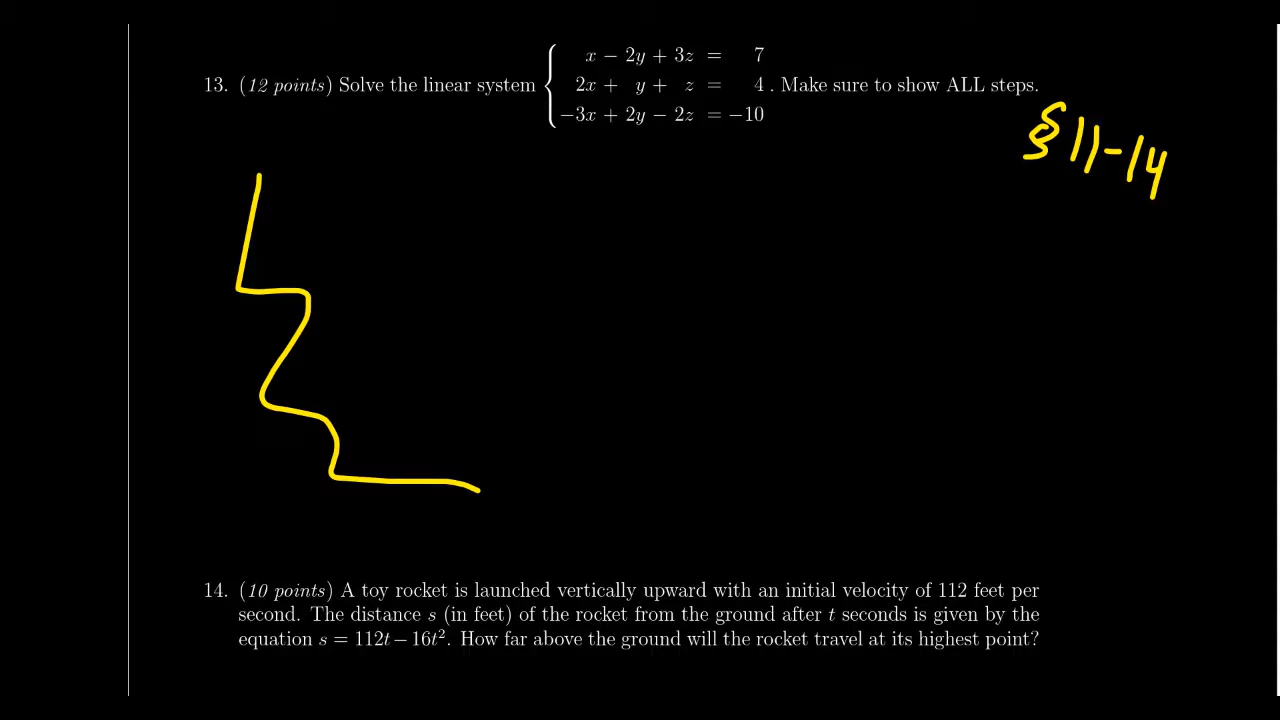 x − 2y + 3z = 7
13. (12 points) Solve the linear system { 2x + y + z = 4 . Make sure to show ALL steps.
−3x + 2y − 2z = −10
§ 11-14
14. (10 points) A toy rocket is launched vertically upward with an initial velocity of 112 feet per
second. The distance s (in feet) of the rocket from the ground after t seconds is given by the
equation s = 112t − 16t². How far above the ground will the rocket travel at its highest point?